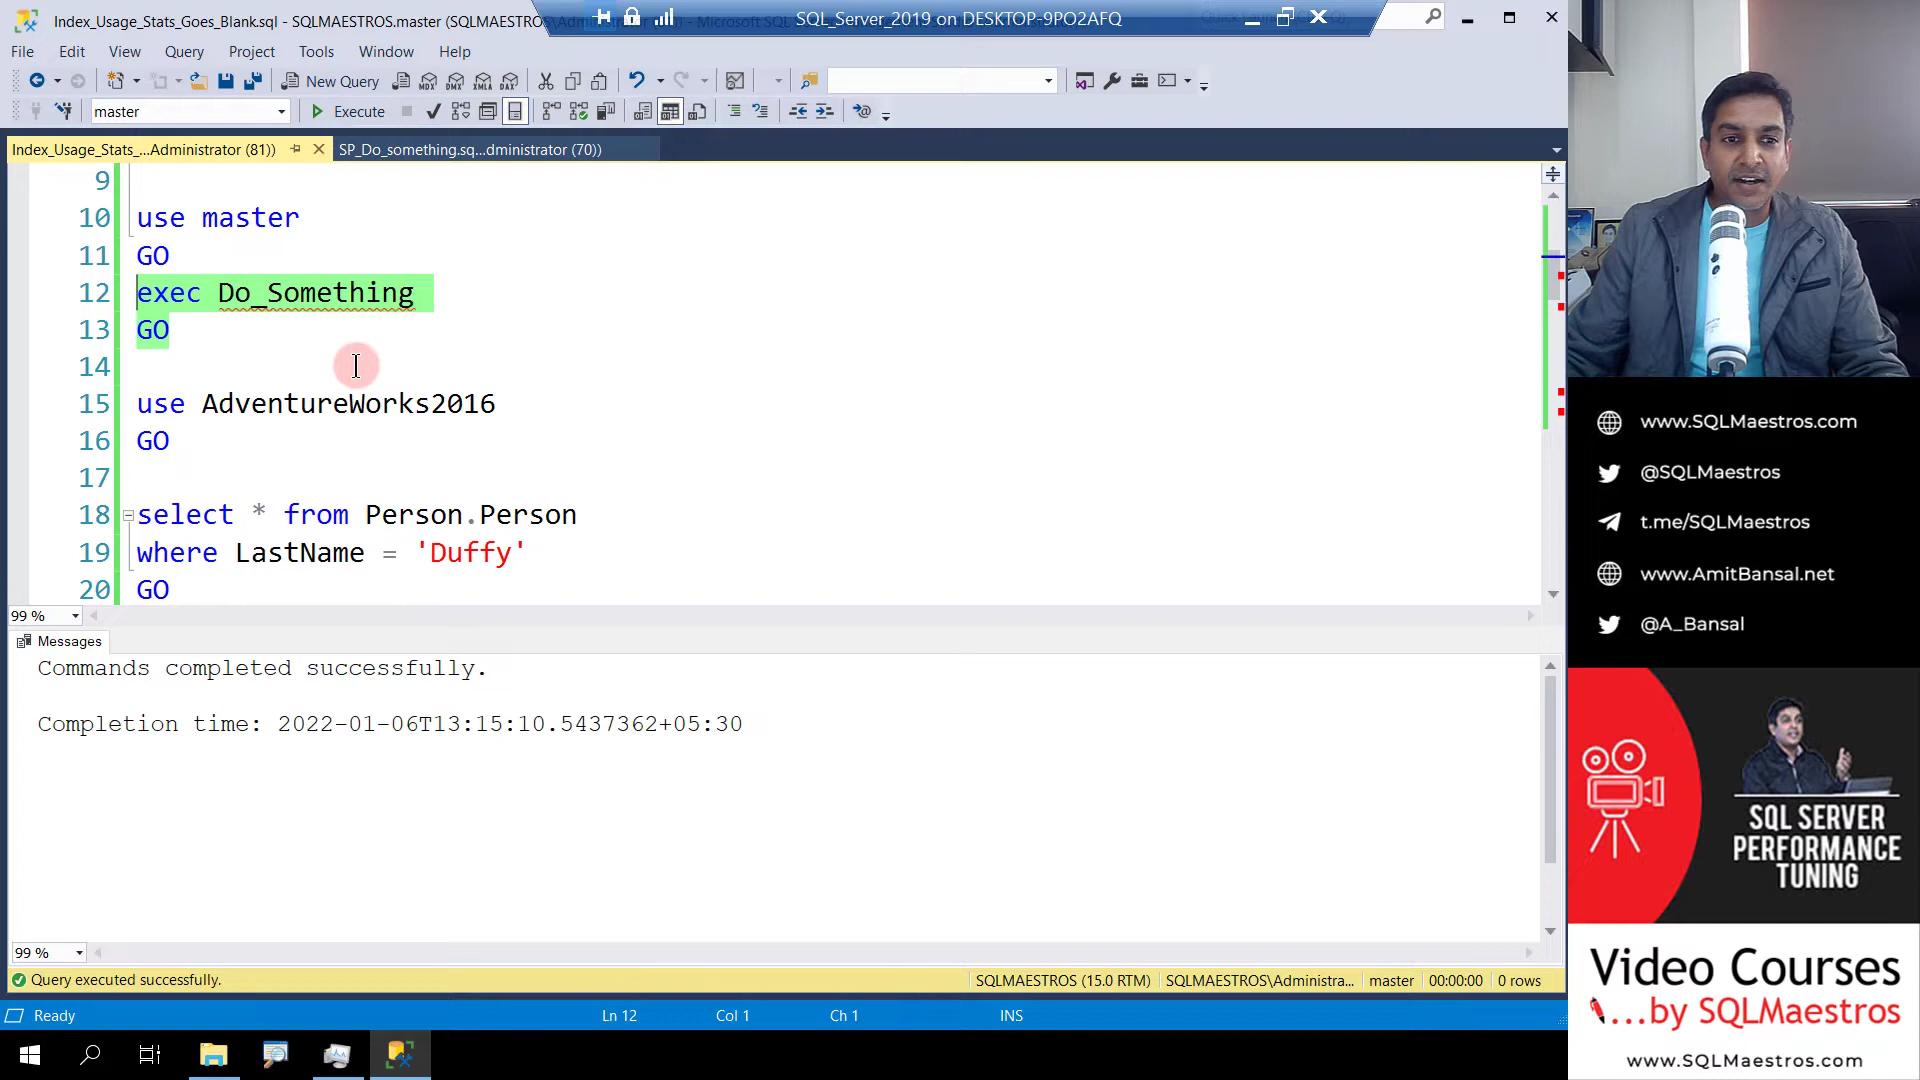 Index_Usage_Stats_Goes_Blank.sql - SQLMAESTROS.master (SQLMAESTROS\Administrator (81))
SQL_Server_2019 on DESKTOP-9PO2AFQ
File Edit View Query Project Tools Window Help
New Query
DMX
XMLA
DAX
master
Execute
Index_Usage_Stats_...Administrator (81))
SP_Do_something.sq...dministrator (70))
9
10 use master
11 GO
12 exec Do_Something
13 GO
14
15 use AdventureWorks2016
16 GO
17
18 select * from Person.Person
19 where LastName = 'Duffy'
20 GO
99 %
Messages
Commands completed successfully.
Completion time: 2022-01-06T13:15:10.5437362+05:30
99 %
Query executed successfully.
SQLMAESTROS (15.0 RTM)
SQLMAESTROS\Administra...
master
00:00:00
0 rows
Ready
Ln 12
Col 1
Ch 1
INS
www.SQLMaestros.com
@SQLMaestros
t.me/SQLMaestros
www.AmitBansal.net
@A_Bansal
SQL SERVER
PERFORMANCE
TUNING
Video Courses
...by SQLMaestros
www.SQLMaestros.com